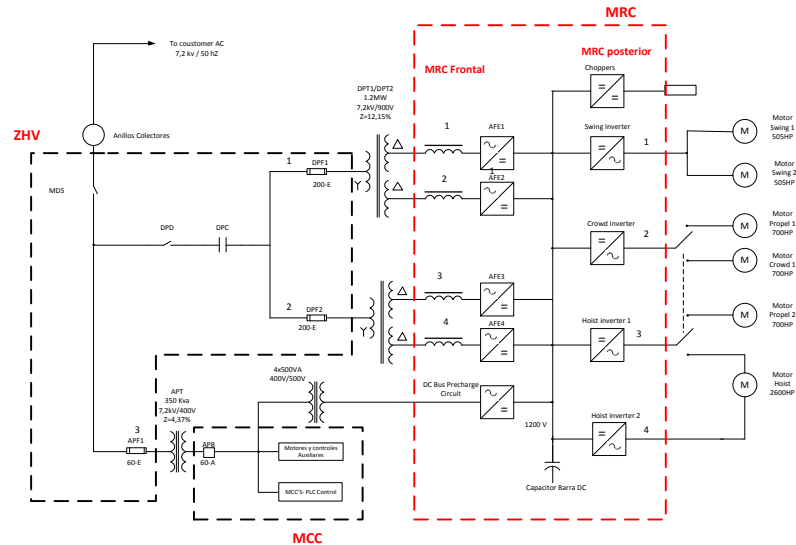 MRC
To coustomer AC
7,2 kv / 50 hZ
MRC Frontal
MRC posterior
Choppers
ZHV
Anillos Colectores
DPT1/DPT2
1.2MW
7,2kV/900V
Z=12,15%
MDS
1
DPF1
200-E
1
AFE1
Swing Inverter
1
M
Motor
Swing 1
505HP
2
AFE2
1
M
Motor
Swing 2
505HP
DPD
DPC
Crowd Inverter
2
M
Motor
Propel 1
700HP
M
Motor
Crowd 1
700HP
2
DPF2
200-E
3
AFE3
4
AFE4
Hoist inverter 1
3
M
Motor
Propel 2
700HP
4x500VA
400V/500V
DC Bus Precharge
Circuit
M
Motor
Hoist
2600HP
APT
350 Kva
7,2kV/400V
Z=4,37%
3
APF1
60-E
APB
60-A
Motores y controles
Auxiliares
MCC'S- PLC Control
1200 V
Hoist inverter 2
4
Capacitor Barra DC
MCC